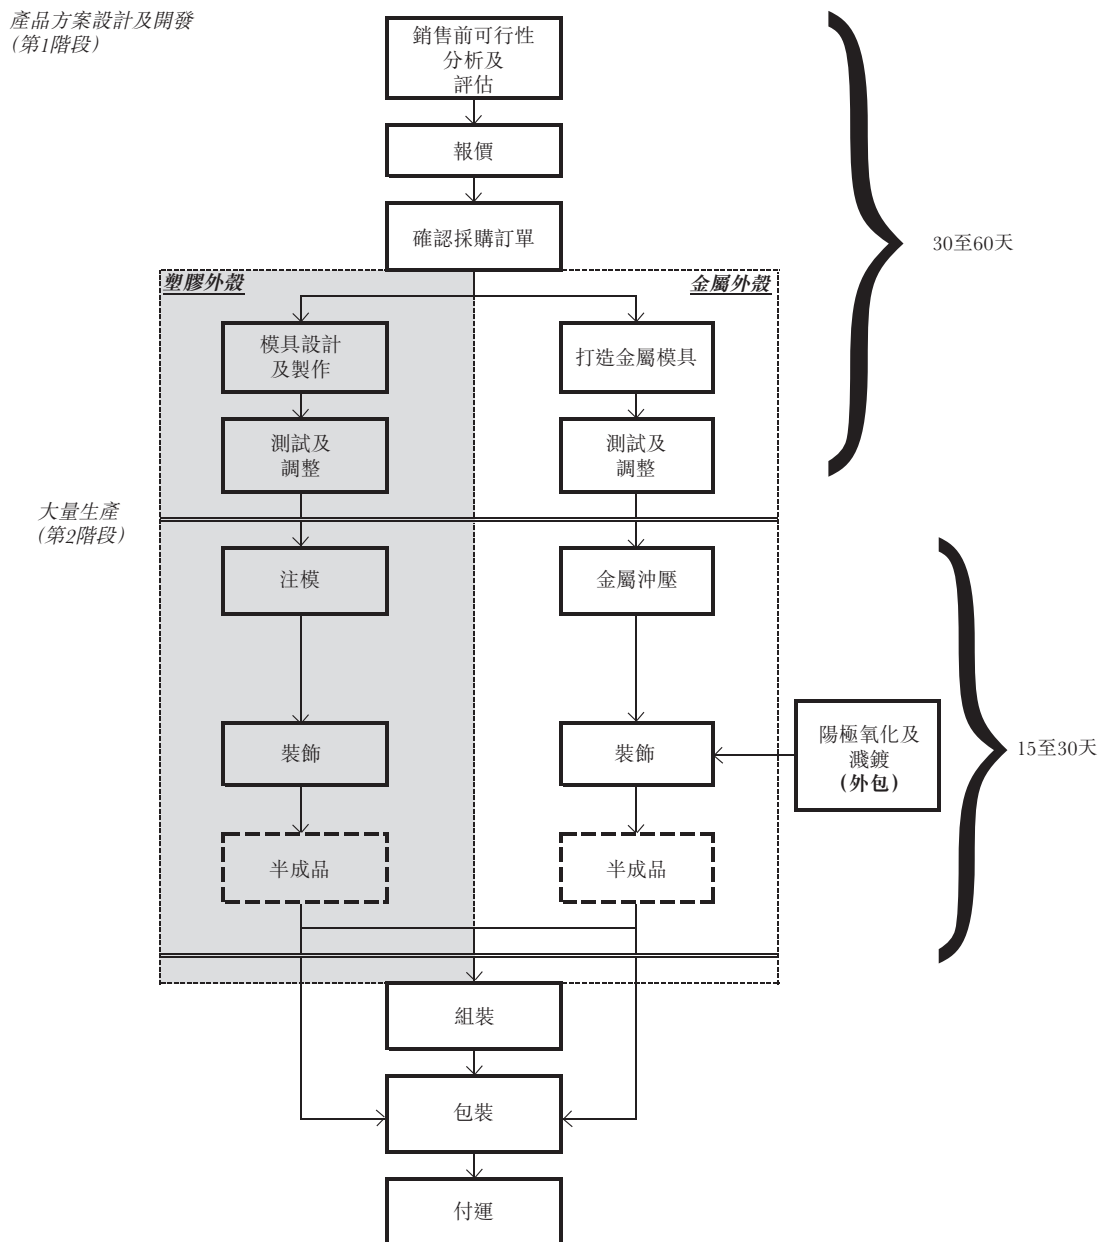 產品方案設計及開發
(第1階段)
銷售前可行性
分析及
評估
報價
確認採購訂單
30至60天
塑膠外殼
金屬外殼
模具設計
及製作
打造金屬模具
測試及
調整
測試及
調整
大量生產
(第2階段)
注模
金屬沖壓
裝飾
裝飾
陽極氧化及
濺鍍
(外包)
15至30天
半成品
半成品
組裝
包裝
付運